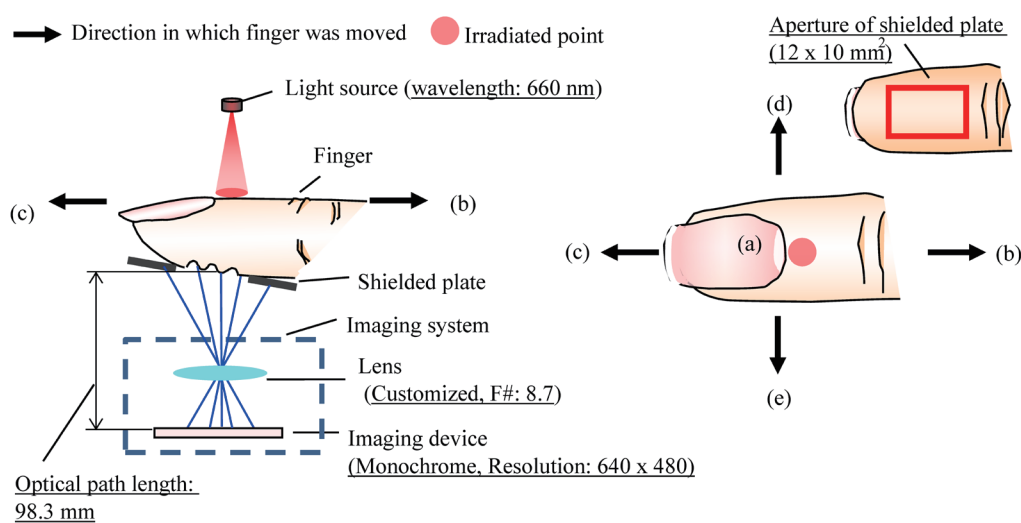 Direction in which finger was moved
Irradiated point
Aperture of shielded plate
(12 x 10 mm²)
Light source (wavelength: 660 nm)
(d)
Finger
(c)
(b)
(a)
(c)
(b)
Shielded plate
Imaging system
Lens
(Customized, F#: 8.7)
(e)
Imaging device
(Monochrome, Resolution: 640 x 480)
Optical path length:
98.3 mm